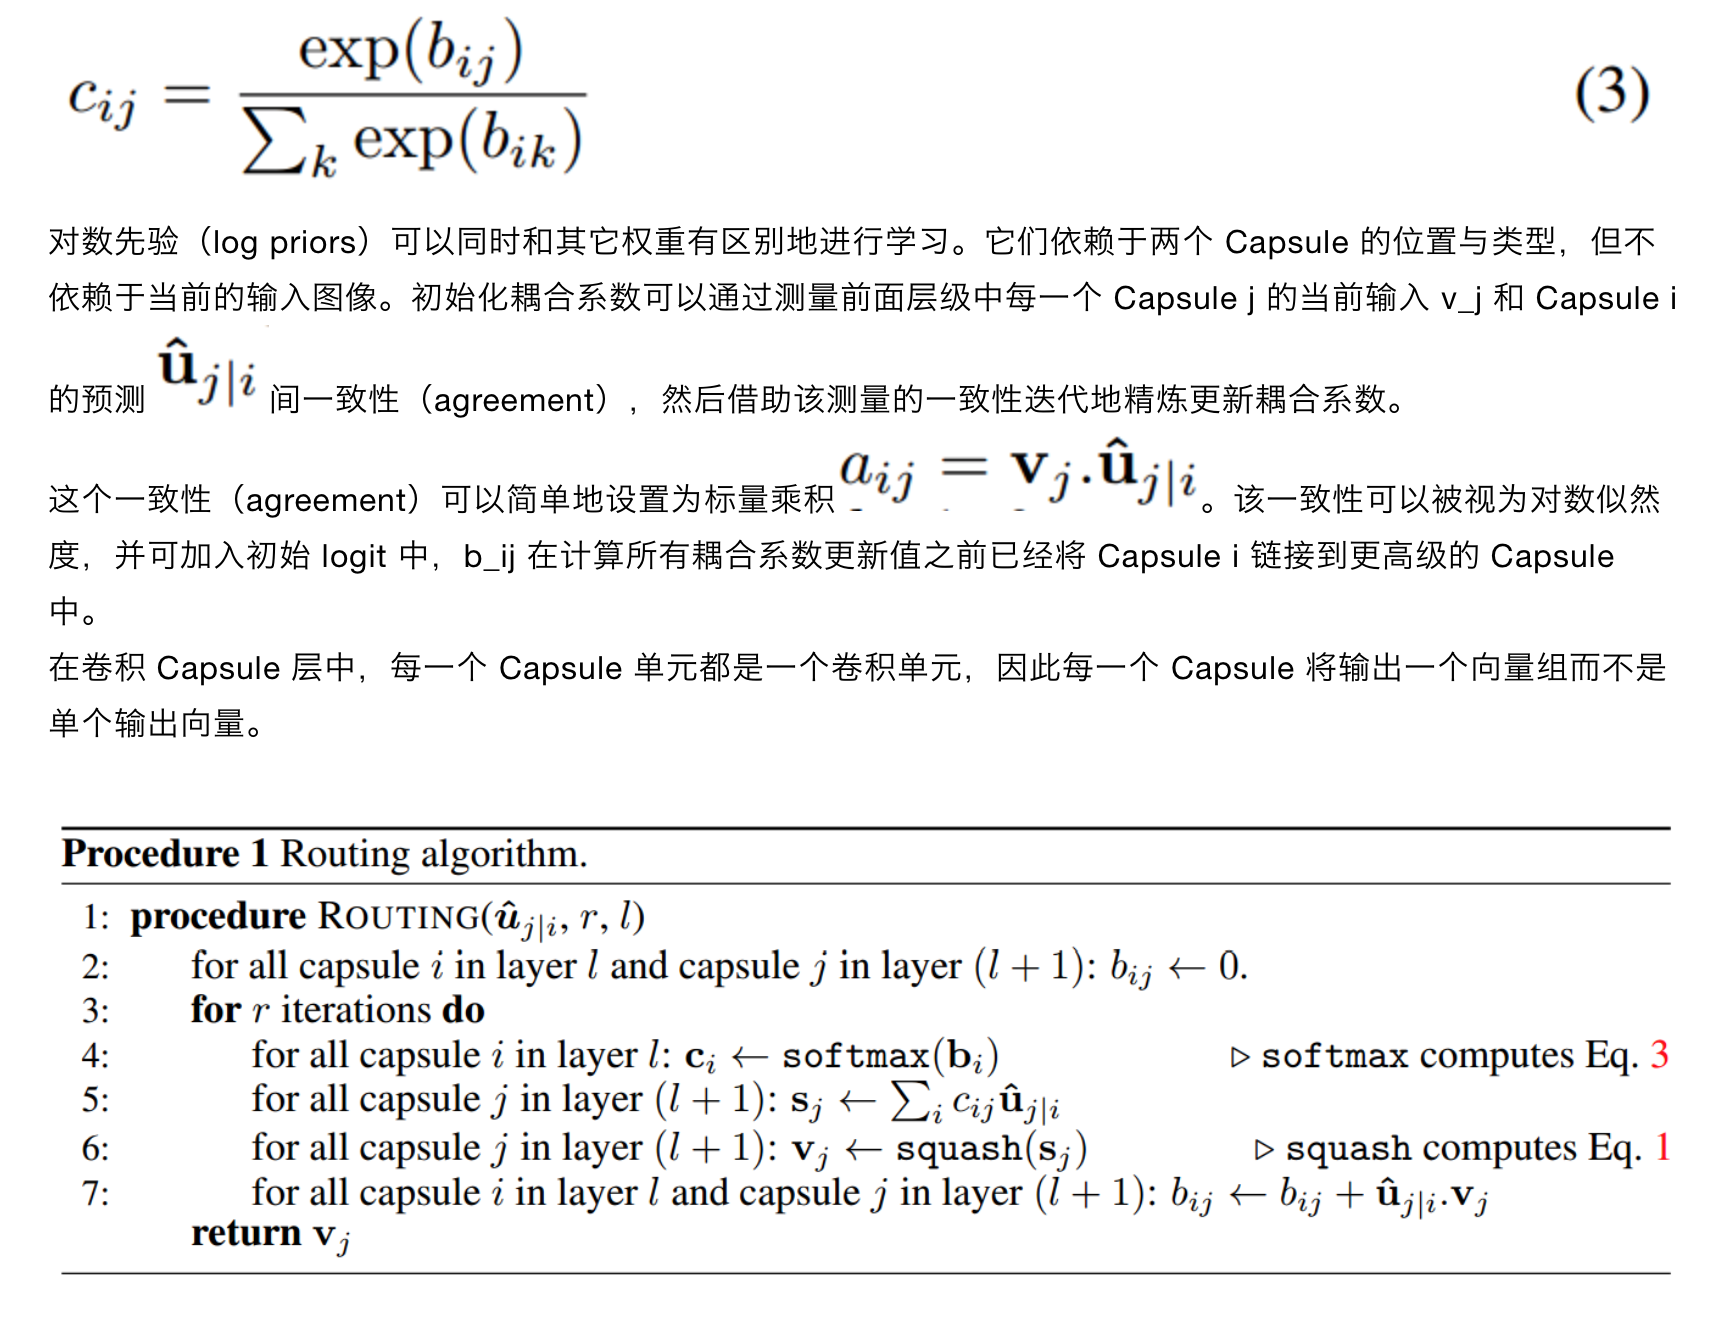 c_{ij} = \frac{\exp(b_{ij})}{\sum_k \exp(b_{ik})} (3)
对数先验（log priors）可以同时和其它权重有区别地进行学习。它们依赖于两个 Capsule 的位置与类型，但不
依赖于当前的输入图像。初始化耦合系数可以通过测量前面层级中每一个 Capsule j 的当前输入 v_j 和 Capsule i
的预测 \hat{\mathbf{u}}_{j|i} 间一致性（agreement），然后借助该测量的一致性迭代地精炼更新耦合系数。
这个一致性（agreement）可以简单地设置为标量乘积 a_{ij} = \mathbf{v}_j.\hat{\mathbf{u}}_{j|i} 。该一致性可以被视为对数似然
度，并可加入初始 logit 中，b_ij 在计算所有耦合系数更新值之前已经将 Capsule i 链接到更高级的 Capsule
中。
在卷积 Capsule 层中，每一个 Capsule 单元都是一个卷积单元，因此每一个 Capsule 将输出一个向量组而不是
单个输出向量。
Procedure 1 Routing algorithm.
1: procedure ROUTING(\hat{\boldsymbol{u}}_{j|i}, r, l)
2: for all capsule i in layer l and capsule j in layer (l + 1): b_{ij} ← 0.
3: for r iterations do
4: for all capsule i in layer l: \mathbf{c}_i ← softmax(\mathbf{b}_i) ▷ softmax computes Eq. 3
5: for all capsule j in layer (l + 1): \mathbf{s}_j ← \sum_i c_{ij}\hat{\mathbf{u}}_{j|i}
6: for all capsule j in layer (l + 1): \mathbf{v}_j ← squash(\mathbf{s}_j) ▷ squash computes Eq. 1
7: for all capsule i in layer l and capsule j in layer (l + 1): b_{ij} ← b_{ij} + \hat{\mathbf{u}}_{j|i}.\mathbf{v}_j
return \mathbf{v}_j